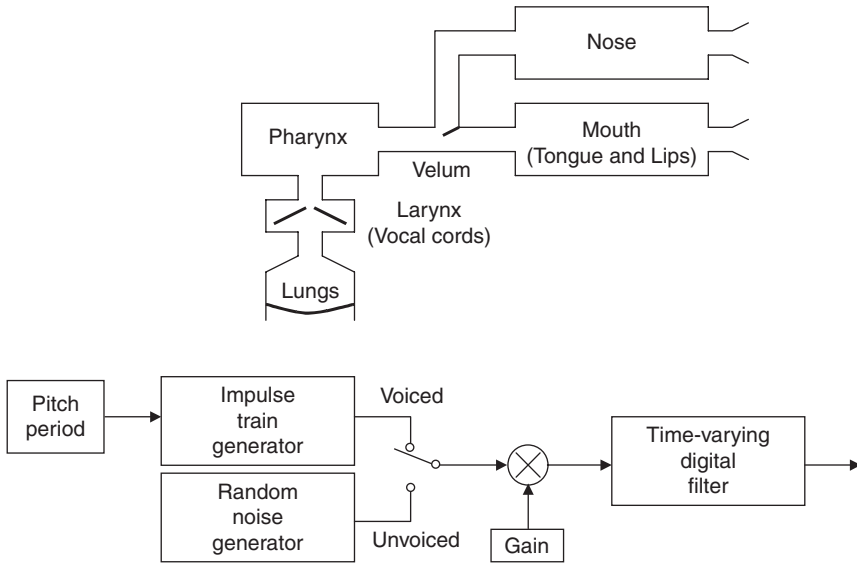 Nose
Pharynx
Mouth
(Tongue and Lips)
Velum
Larynx
(Vocal cords)
Lungs
Pitch
period
Impulse
train
generator
Voiced
Random
noise
generator
Unvoiced
Gain
Time-varying
digital
filter